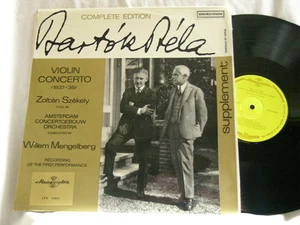 COMPLETE EDITION
Bartók Béla
VIOLIN
CONCERTO
(1937-38)
Zoltán Székely
VIOLIN
AMSTERDAM
CONCERTGEBOUW
ORCHESTRA
CONDUCTED BY
Willem Mengelberg
RECORDING
OF THE FIRST PERFORMANCE
supplement